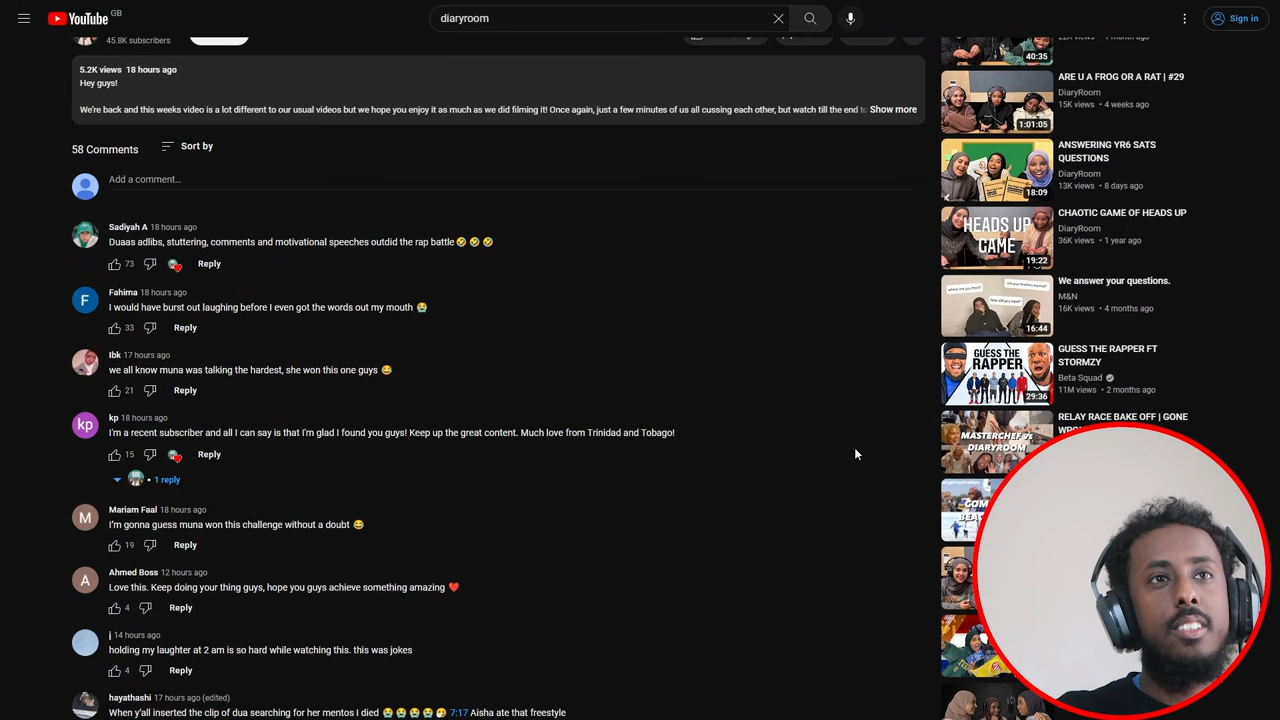 YouTube GB
diaryroom
Sign in
45.8K subscribers
5.2K views 18 hours ago
Hey guys!
We're back and this weeks video is a lot different to our usual videos but we hope you enjoy it as much as we did filming it! Once again, just a few minutes of us all cussing each other, but watch till the end to Show more
58 Comments
Sort by
Add a comment...
Sadiyah A 18 hours ago
Duaas adlibs, stuttering, comments and motivational speeches outdid the rap battle🤣🤣🤣
73 Reply
F
Fahima 18 hours ago
I would have burst out laughing before I even got the words out my mouth 😭
33 Reply
Ibk 17 hours ago
we all know muna was talking the hardest, she won this one guys 😂
21 Reply
kp
kp 18 hours ago
I'm a recent subscriber and all I can say is that I'm glad I found you guys! Keep up the great content. Much love from Trinidad and Tobago!
15 Reply
• 1 reply
M
Mariam Faal 18 hours ago
I'm gonna guess muna won this challenge without a doubt 😂
19 Reply
A
Ahmed Boss 12 hours ago
Love this. Keep doing your thing guys, hope you guys achieve something amazing ❤️
4 Reply
j 14 hours ago
holding my laughter at 2 am is so hard while watching this. this was jokes
4 Reply
hayathashi 17 hours ago (edited)
When y'all inserted the clip of dua searching for her mentos I died 😭😭😭😭😜 7:17 Aisha ate that freestyle
40:35
ARE U A FROG OR A RAT | #29
DiaryRoom
15K views • 4 weeks ago
1:01:05
ANSWERING YR6 SATS
QUESTIONS
DiaryRoom
13K views • 8 days ago
18:09
CHAOTIC GAME OF HEADS UP
DiaryRoom
36K views • 1 year ago
HEADS UP
GAME
19:22
We answer your questions.
M&N
16K views • 4 months ago
16:44
GUESS THE RAPPER FT
STORMZY
Beta Squad
11M views • 2 months ago
GUESS THE
RAPPER
29:36
RELAY RACE BAKE OFF | GONE
MASTERCHEF vs
DIARYROOM